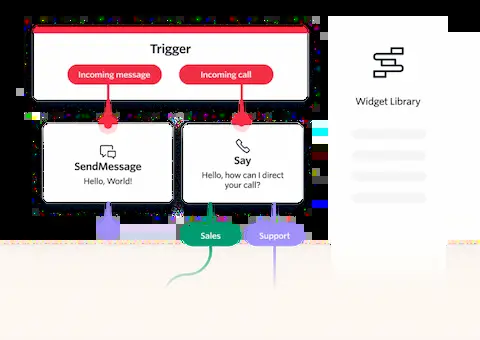 Trigger
Incoming message
Incoming call
Widget Library
SendMessage
Hello, World!
Say
Hello, how can I direct
your call?
Sales
Support